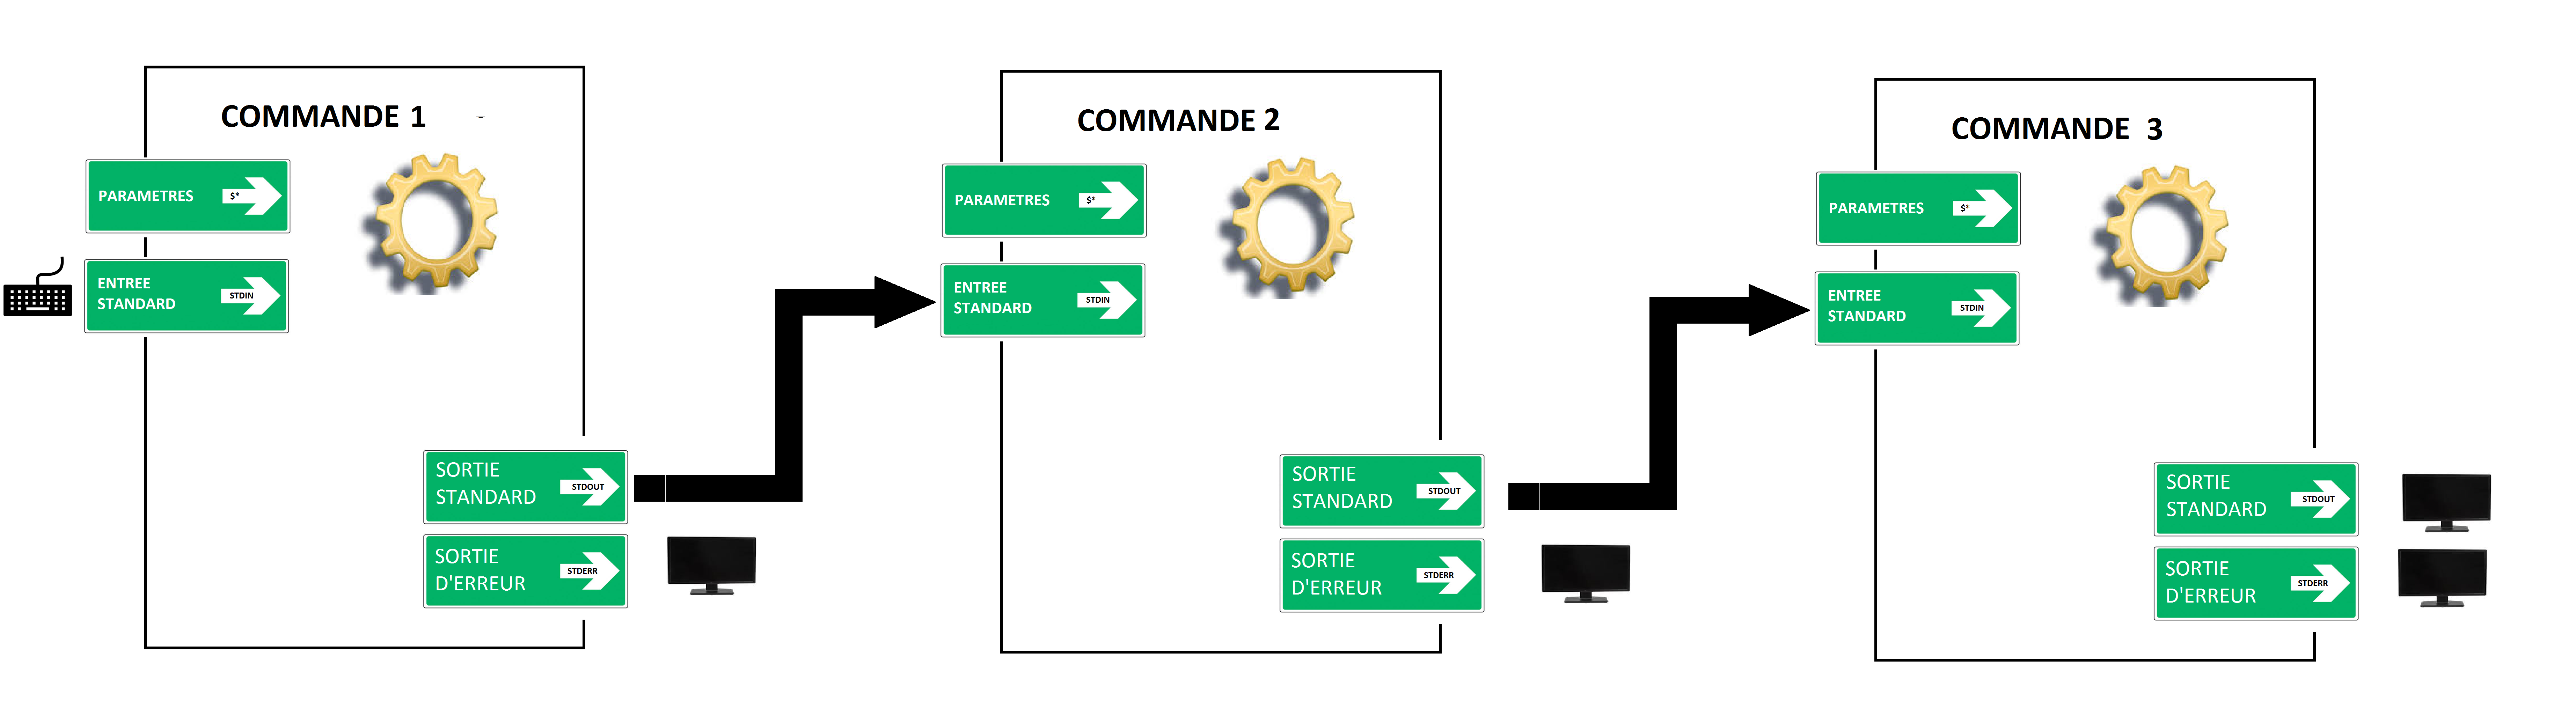 COMMANDE 1
PARAMETRES $*
ENTREE
STANDARD STDIN
SORTIE
STANDARD STDOUT
SORTIE
D'ERREUR STDERR
COMMANDE 2
PARAMETRES $*
ENTREE
STANDARD STDIN
SORTIE
STANDARD STDOUT
SORTIE
D'ERREUR STDERR
COMMANDE 3
PARAMETRES $*
ENTREE
STANDARD STDIN
SORTIE
STANDARD STDOUT
SORTIE
D'ERREUR STDERR